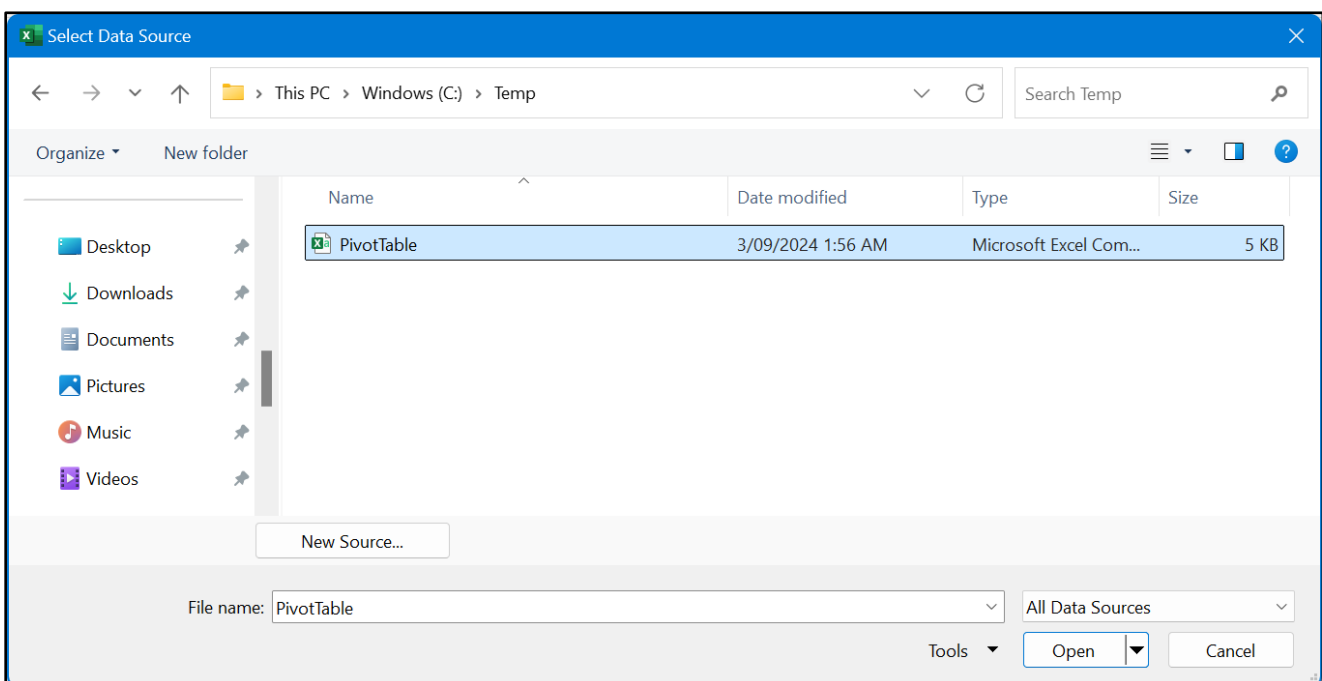 Select Data Source
This PC > Windows (C:) > Temp
Search Temp
Organize
New folder
Name
Date modified
Type
Size
PivotTable
3/09/2024 1:56 AM
Microsoft Excel Com...
5 KB
Desktop
Downloads
Documents
Pictures
Music
Videos
New Source...
File name: PivotTable
All Data Sources
Tools
Open
Cancel